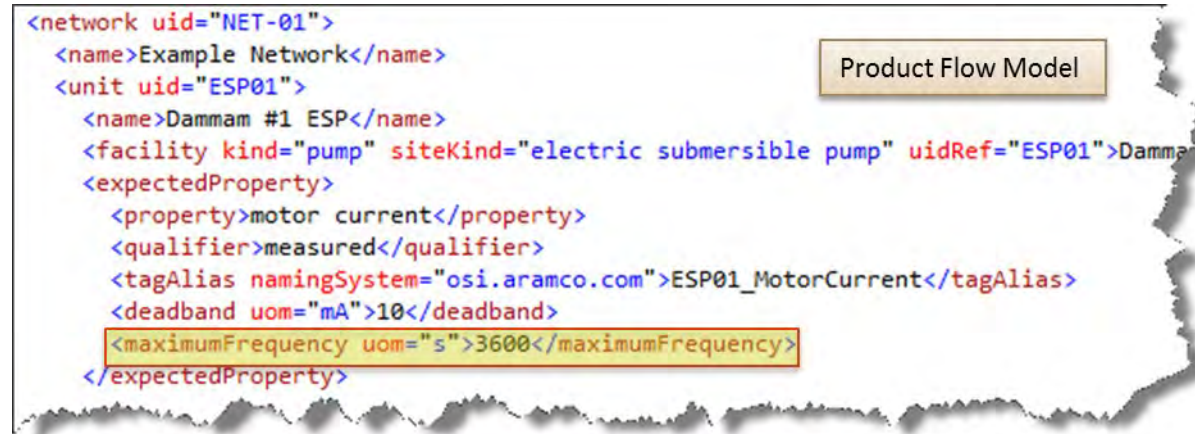 <network uid="NET-01">
<name>Example Network</name>
Product Flow Model
<unit uid="ESP01">
<name>Dammam #1 ESP</name>
<facility kind="pump" siteKind="electric submersible pump" uidRef="ESP01">Damma
<expectedProperty>
<property>motor current</property>
<qualifier>measured</qualifier>
<tagAlias namingSystem="osi.aramco.com">ESP01_MotorCurrent</tagAlias>
<deadband uom="mA">10</deadband>
<maximumFrequency uom="s">3600</maximumFrequency>
</expectedProperty>